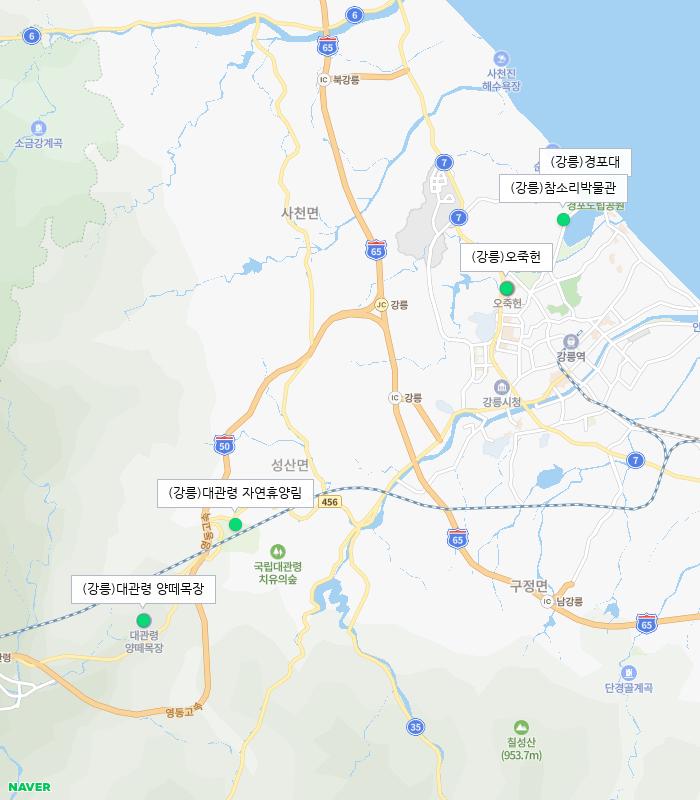 6
6
65
IC 북강릉
사천진
해수욕장
소금강계곡
7
(강릉)경포대
(강릉)참소리박물관
경포도립공원
사천면
7
65
(강릉)오죽헌
오죽헌
JC 강릉
강릉역
강릉시청
IC 강릉
50
성산면
7
(강릉)대관령 자연휴양림
456
영동고속
65
국립대관령
치유의숲
(강릉)대관령 양떼목장
구정면
IC 남강릉
65
대관령
양떼목장
단경골계곡
영동고속
35
칠성산
(953.7m)
NAVER